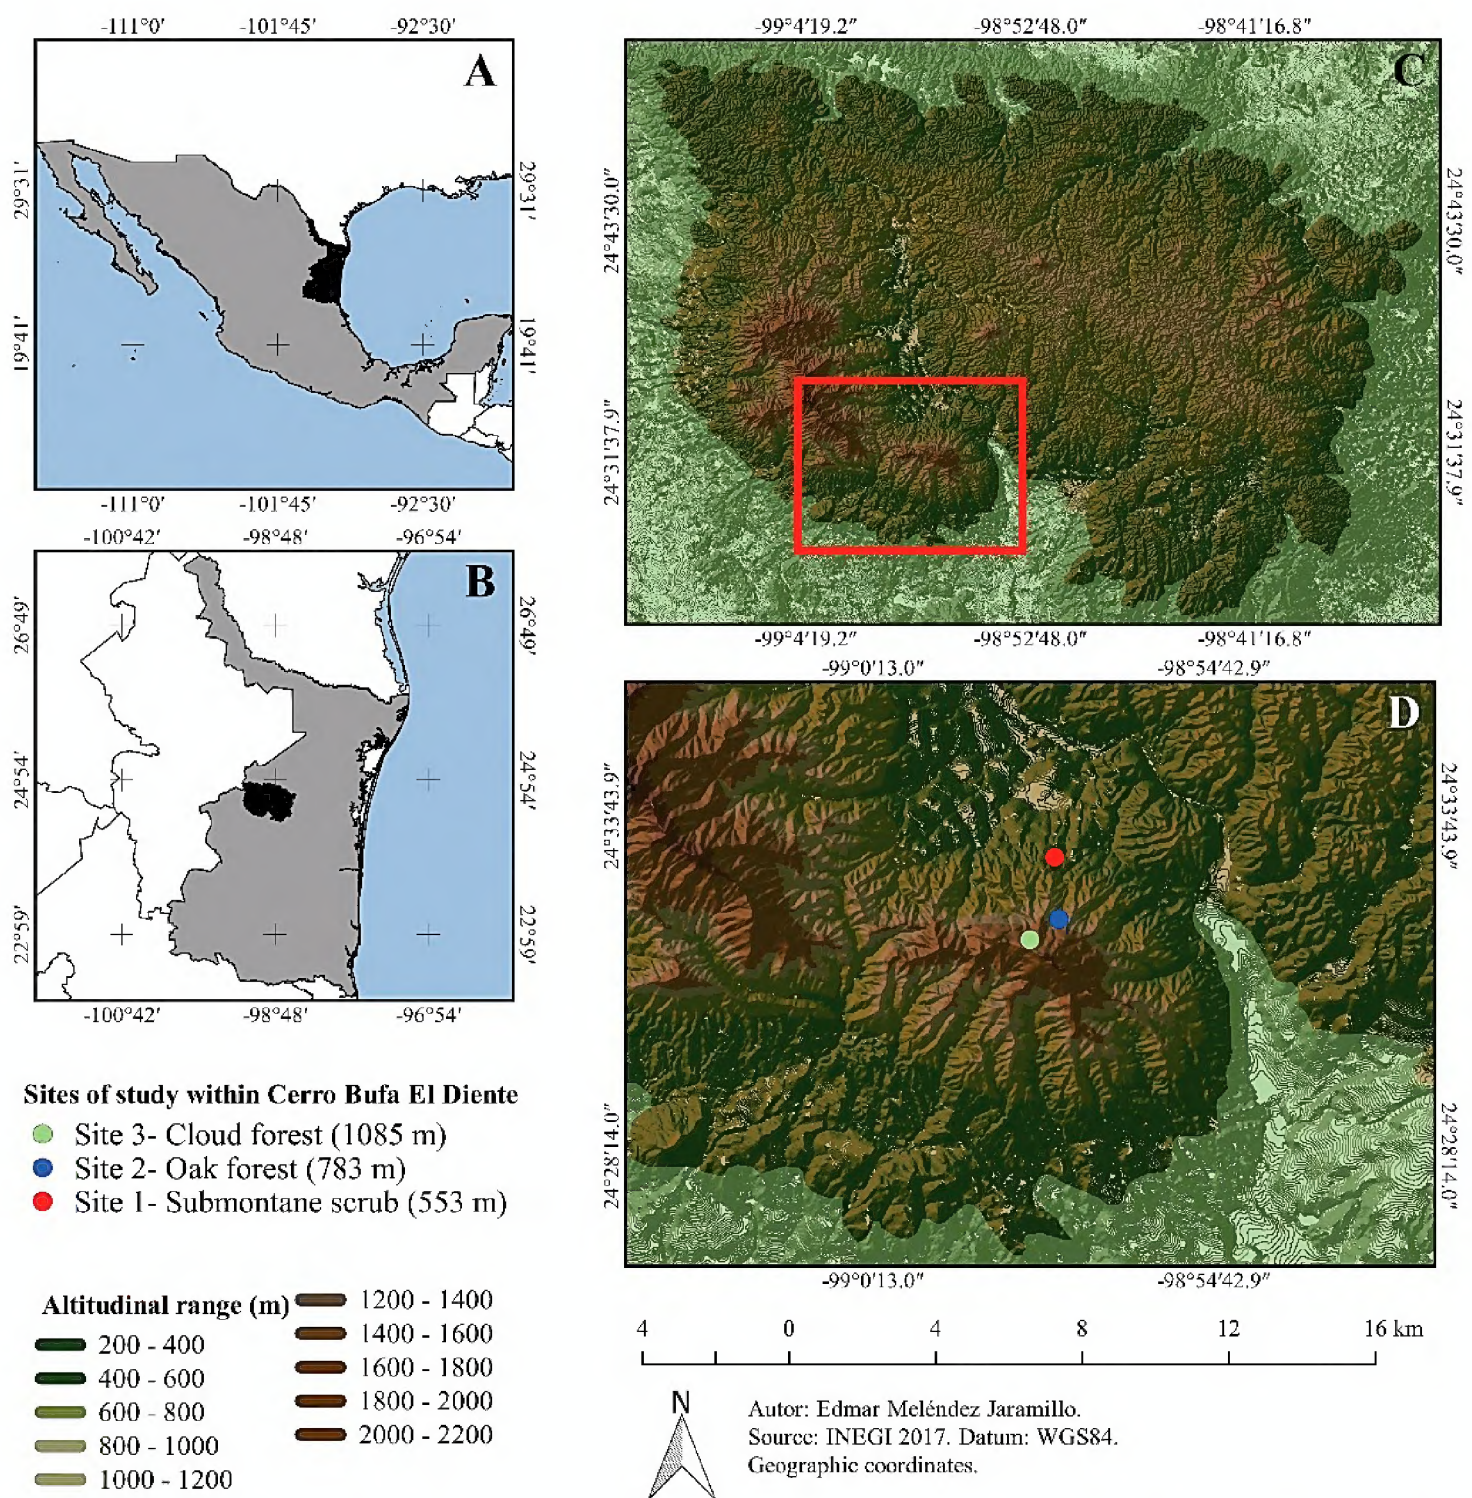 -111°0' -101°45' -92°30'
A
29°31' 29°31'
19°41' 19°41'
-111°0' -101°45' -92°30'
-100°42' -98°48' -96°54'
B
26°49' 26°49'
24°54' 24°54'
22°59' 22°59'
-100°42' -98°48' -96°54'
-99°4'19.2" -98°52'48.0" -98°41'16.8"
C
24°43'30.0" 24°43'30.0"
24°31'37.9" 24°31'37.9"
-99°4'19.2" -98°52'48.0" -98°41'16.8"
-99°0'13.0" -98°54'42.9"
D
24°33'43.9" 24°33'43.9"
24°28'14.0" 24°28'14.0"
-99°0'13.0" -98°54'42.9"
Sites of study within Cerro Bufa El Diente
Site 3- Cloud forest (1085 m)
Site 2- Oak forest (783 m)
Site 1- Submontane scrub (553 m)
Altitudinal range (m)
200 - 400
400 - 600
600 - 800
800 - 1000
1000 - 1200
1200 - 1400
1400 - 1600
1600 - 1800
1800 - 2000
2000 - 2200
4 0 4 8 12 16 km
N
Autor: Edmar Meléndez Jaramillo.
Source: INEGI 2017. Datum: WGS84.
Geographic coordinates.